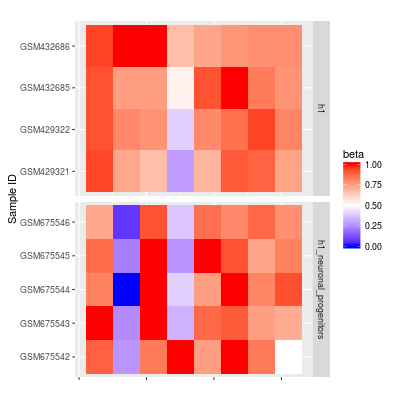 Sample ID
GSM432686
GSM432685
GSM429322
GSM429321
h1
GSM675546
GSM675545
GSM675544
GSM675543
GSM675542
h1_neuronal_progenitors
beta
1.00
0.75
0.50
0.25
0.00